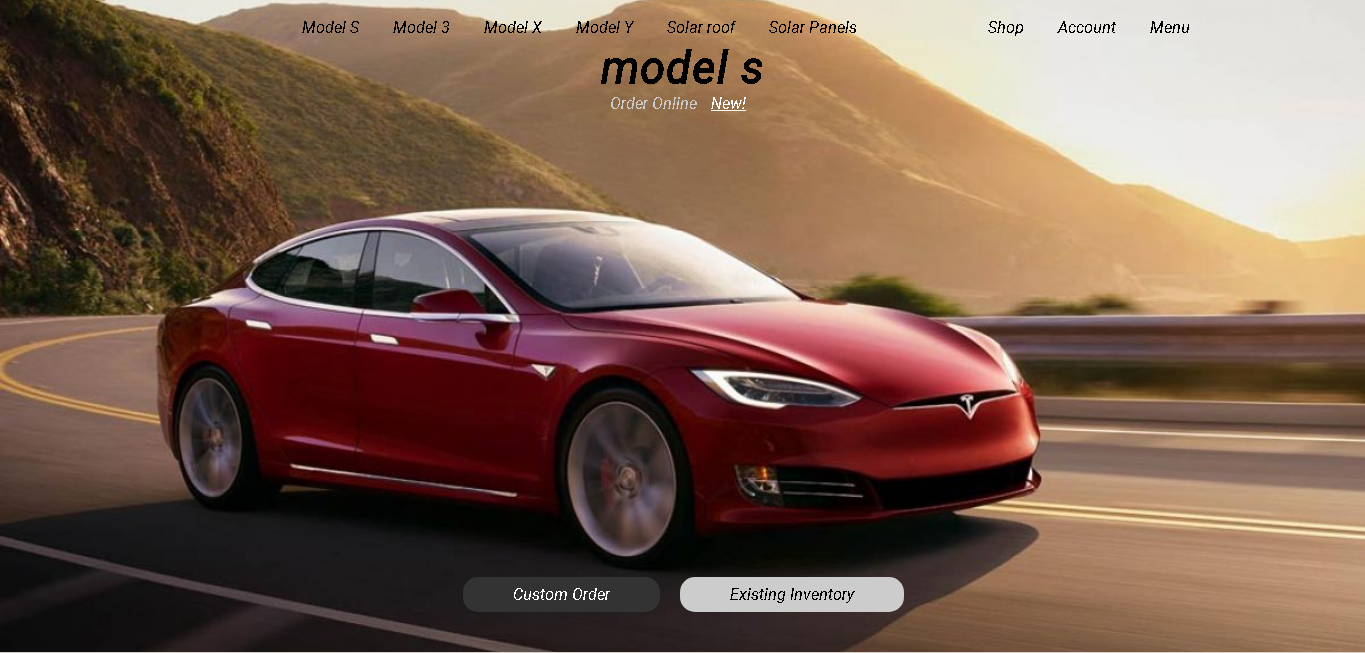 Model S Model 3 Model X Model Y Solar roof Solar Panels Shop Account Menu
model s
Order Online New!
Custom Order Existing Inventory